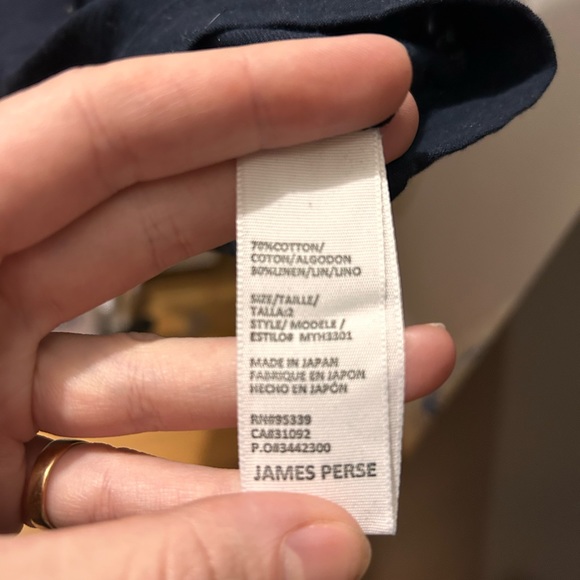 70%COTTON/
COTON/ALGODON
30%LINEN/LIN/LINO
SIZE/TAILLE/
TALLA:2
STYLE/ MODELE /
ESTILO# MYH3301
MADE IN JAPAN
FABRIQUE EN JAPON
HECHO EN JAPÓN
RN#95339
CA#31092
P.O#3442300
JAMES PERSE